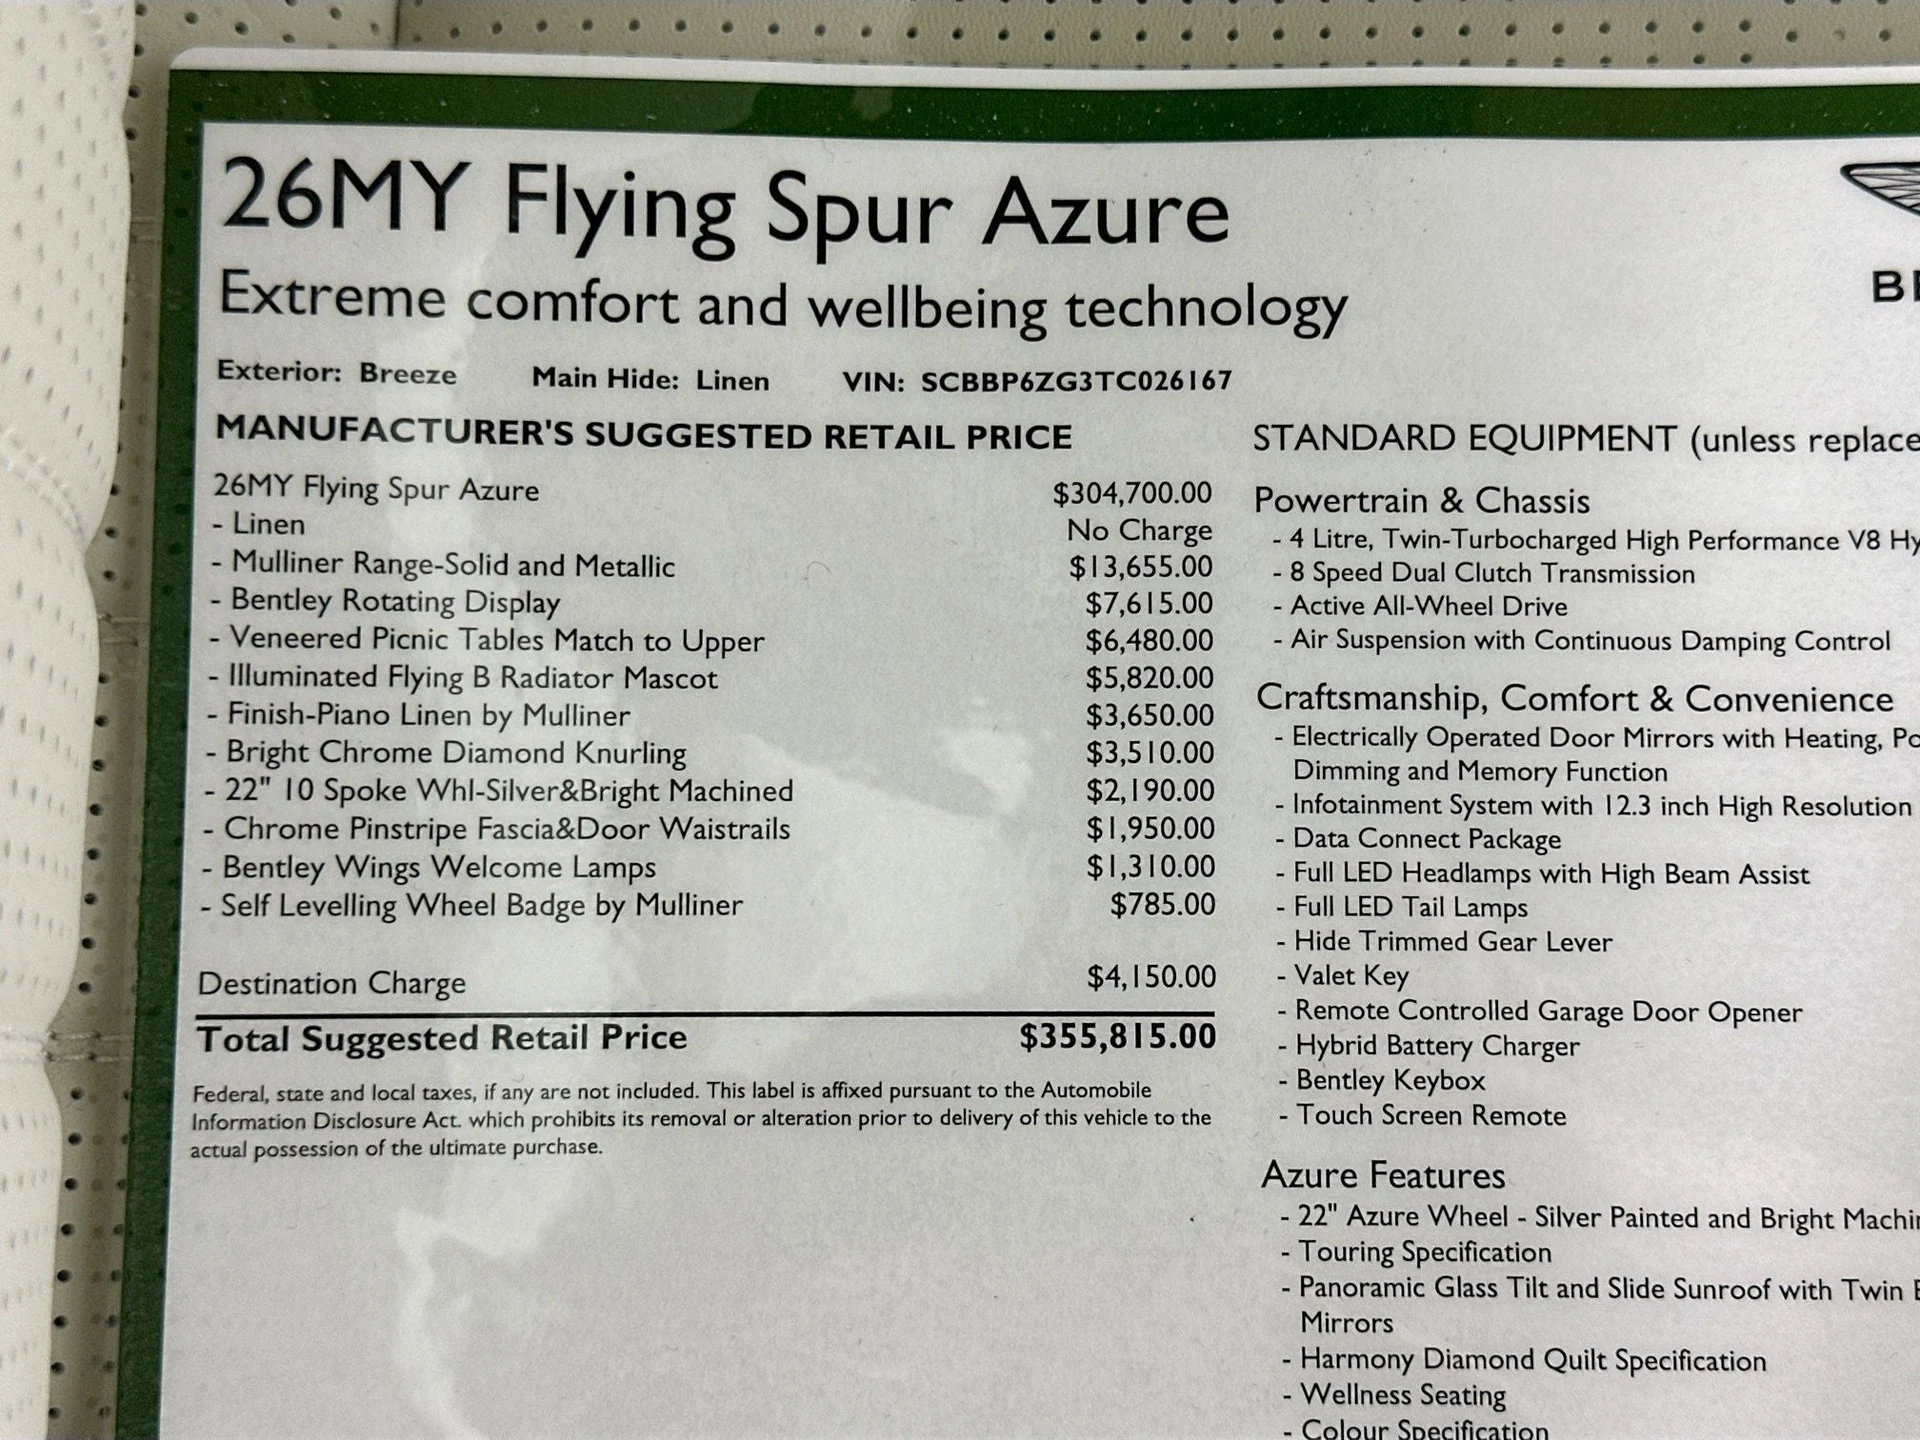 26MY Flying Spur Azure
Extreme comfort and wellbeing technology
Exterior: Breeze Main Hide: Linen VIN: SCBBP6ZG3TC026167
MANUFACTURER'S SUGGESTED RETAIL PRICE
26MY Flying Spur Azure $304,700.00
- Linen No Charge
- Mulliner Range-Solid and Metallic $13,655.00
- Bentley Rotating Display $7,615.00
- Veneered Picnic Tables Match to Upper $6,480.00
- Illuminated Flying B Radiator Mascot $5,820.00
- Finish-Piano Linen by Mulliner $3,650.00
- Bright Chrome Diamond Knurling $3,510.00
- 22" 10 Spoke Whl-Silver&Bright Machined $2,190.00
- Chrome Pinstripe Fascia&Door Waistrails $1,950.00
- Bentley Wings Welcome Lamps $1,310.00
- Self Levelling Wheel Badge by Mulliner $785.00
Destination Charge $4,150.00
Total Suggested Retail Price $355,815.00
Federal, state and local taxes, if any are not included. This label is affixed pursuant to the Automobile
Information Disclosure Act. which prohibits its removal or alteration prior to delivery of this vehicle to the
actual possession of the ultimate purchase.
STANDARD EQUIPMENT (unless replace
Powertrain & Chassis
- 4 Litre, Twin-Turbocharged High Performance V8 Hy
- 8 Speed Dual Clutch Transmission
- Active All-Wheel Drive
- Air Suspension with Continuous Damping Control
Craftsmanship, Comfort & Convenience
- Electrically Operated Door Mirrors with Heating, Po
Dimming and Memory Function
- Infotainment System with 12.3 inch High Resolution
- Data Connect Package
- Full LED Headlamps with High Beam Assist
- Full LED Tail Lamps
- Hide Trimmed Gear Lever
- Valet Key
- Remote Controlled Garage Door Opener
- Hybrid Battery Charger
- Bentley Keybox
- Touch Screen Remote
Azure Features
- 22" Azure Wheel - Silver Painted and Bright Machin
- Touring Specification
- Panoramic Glass Tilt and Slide Sunroof with Twin
Mirrors
- Harmony Diamond Quilt Specification
- Wellness Seating
- Colour Specification